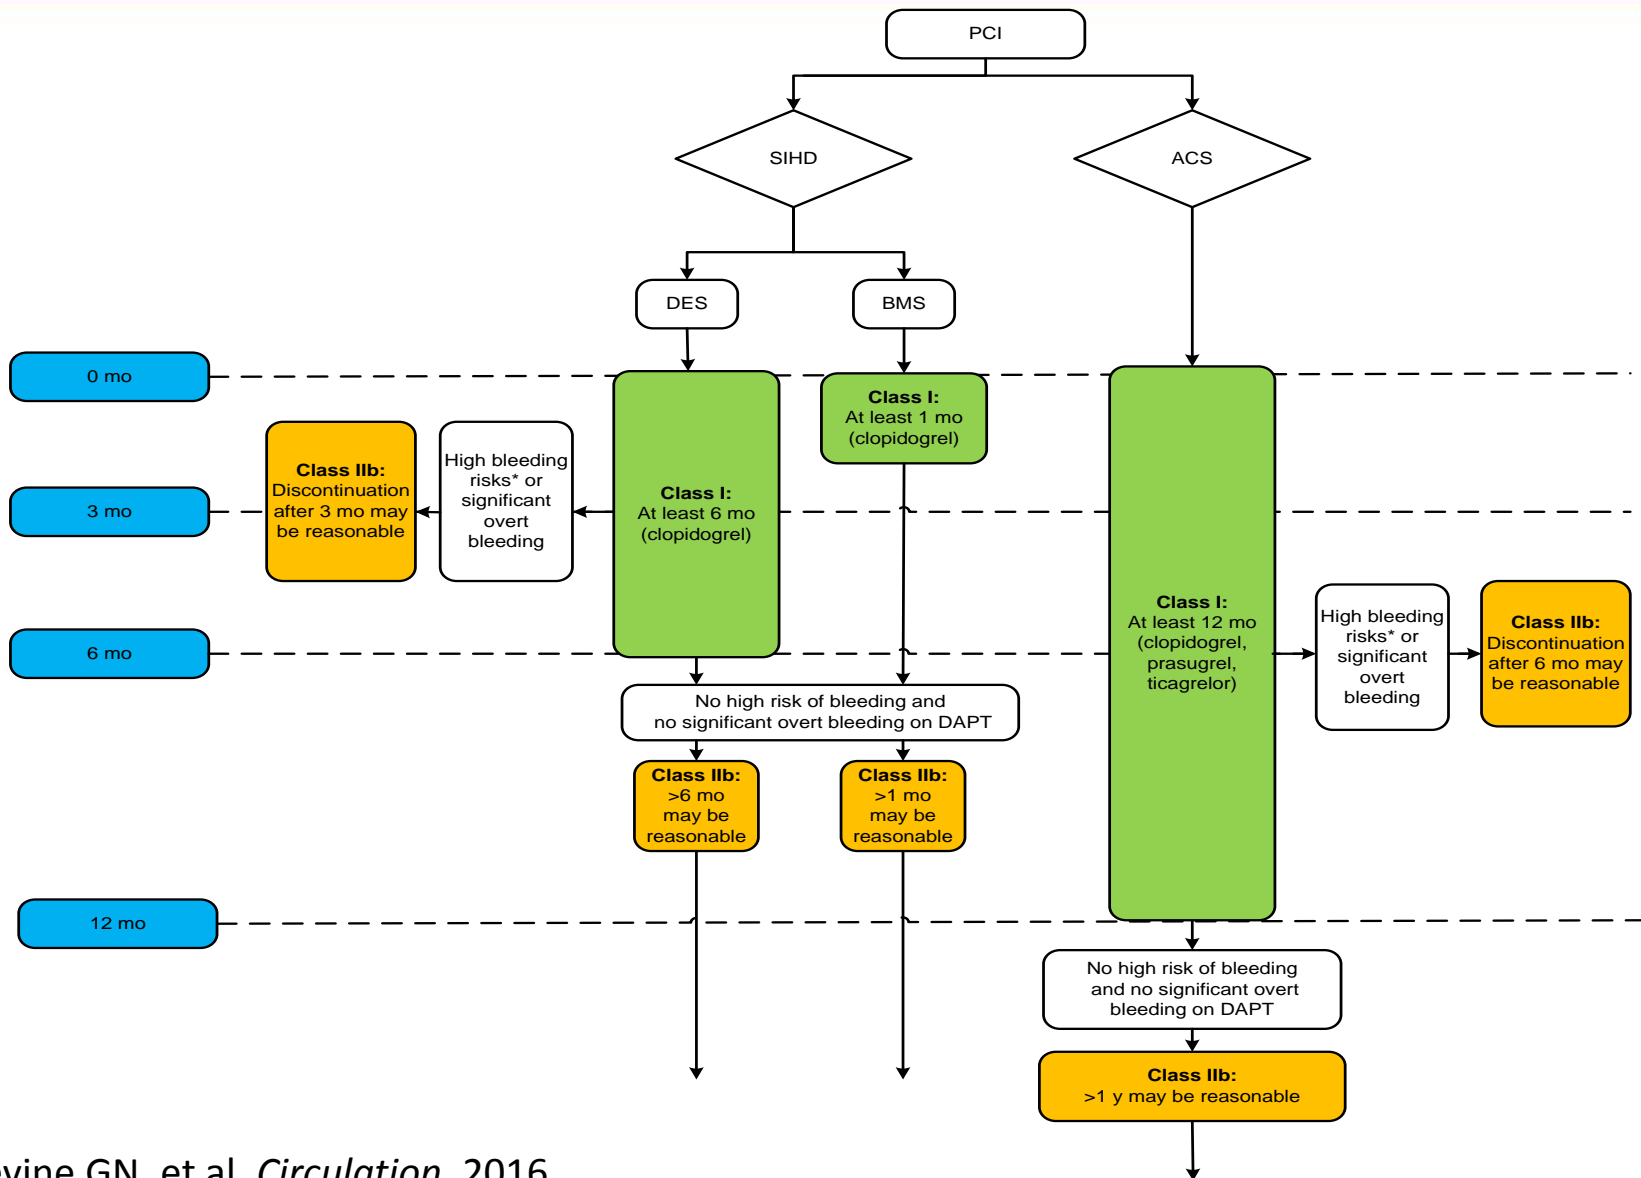 PCI
SIHD
ACS
DES
BMS
0 mo
3 mo
6 mo
12 mo
Class IIb:
Discontinuation
after 3 mo may
be reasonable
High bleeding
risks* or
significant
overt
bleeding
Class I:
At least 6 mo
(clopidogrel)
Class I:
At least 1 mo
(clopidogrel)
Class I:
At least 12 mo
(clopidogrel,
prasugrel,
ticagrelor)
High bleeding
risks* or
significant
overt
bleeding
Class IIb:
Discontinuation
after 6 mo may
be reasonable
No high risk of bleeding and
no significant overt bleeding on DAPT
Class IIb:
>6 mo
may be
reasonable
Class IIb:
>1 mo
may be
reasonable
No high risk of bleeding
and no significant overt
bleeding on DAPT
Class IIb:
>1 y may be reasonable
evine GN, et al. Circulation. 2016